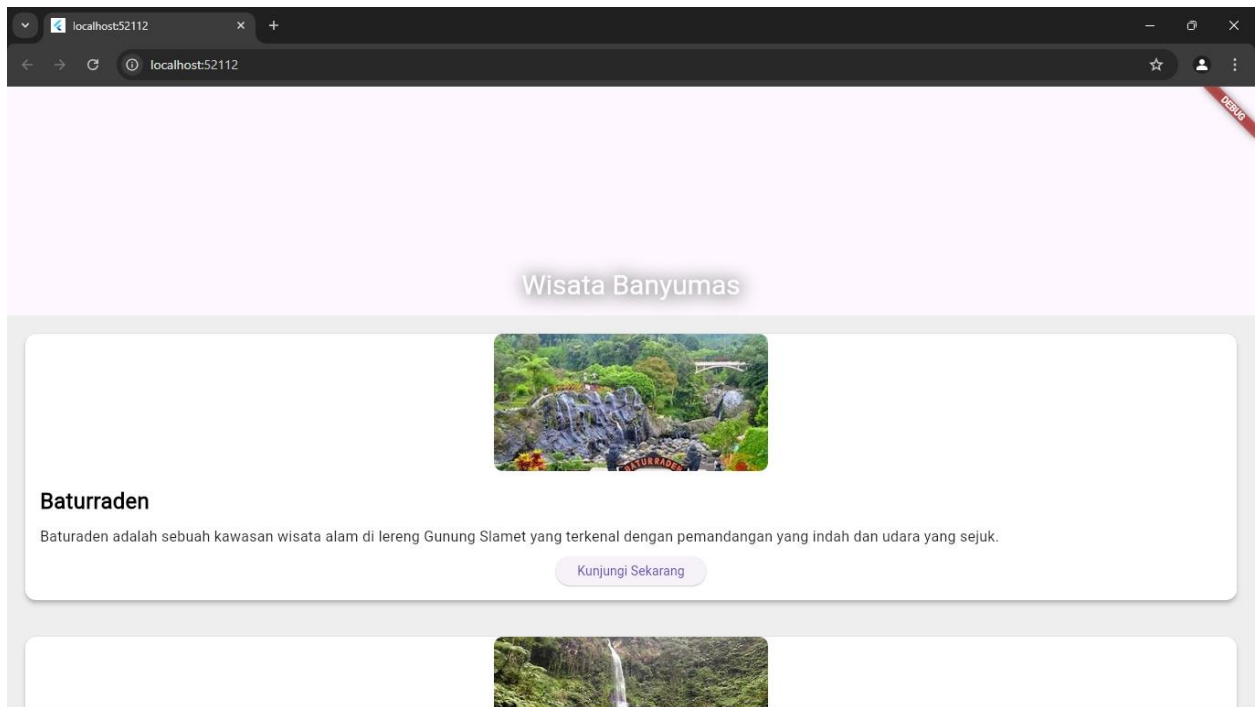 localhost:52112
localhost:52112
DEBUG
Wisata Banyumas
BATURRADEN
Baturraden
Baturaden adalah sebuah kawasan wisata alam di lereng Gunung Slamet yang terkenal dengan pemandangan yang indah dan udara yang sejuk.
Kunjungi Sekarang